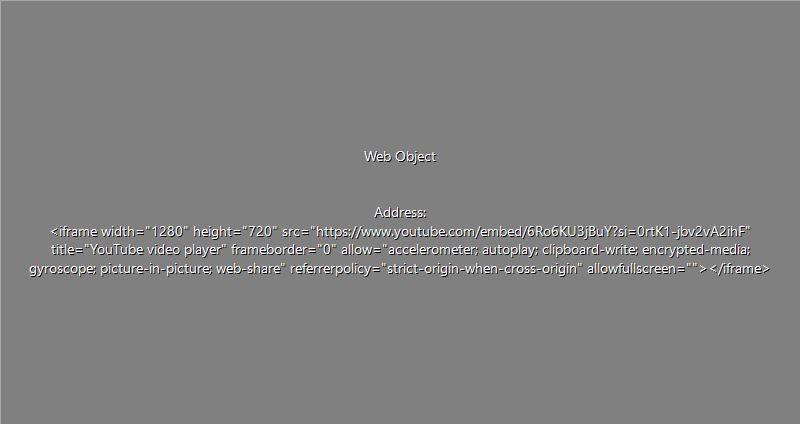 Web Object
Address:
<iframe width="1280" height="720" src="https://www.youtube.com/embed/6Ro6KU3jBuY?si=0rtK1-jbv2vA2ihF"
title="YouTube video player" frameborder="0" allow="accelerometer; autoplay; clipboard-write; encrypted-media;
gyroscope; picture-in-picture; web-share" referrerpolicy="strict-origin-when-cross-origin" allowfullscreen=""></iframe>